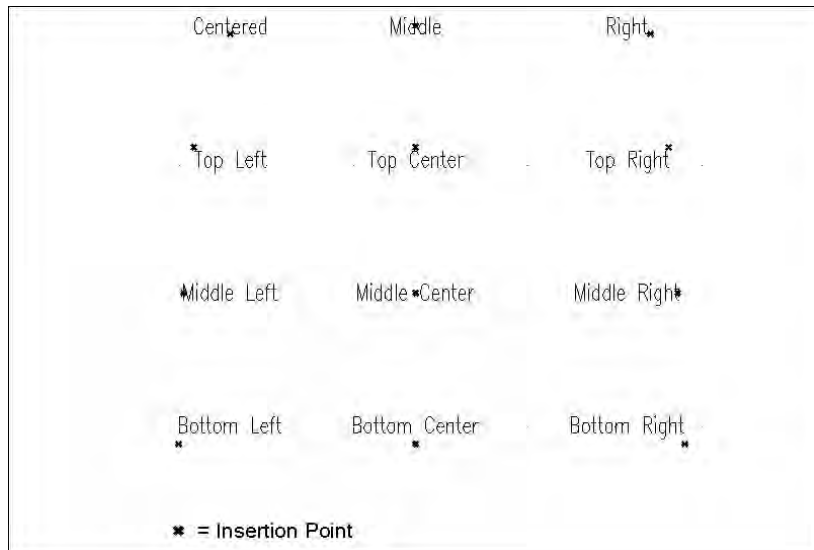 Centered Middle Right
Top Left Top Center Top Right
Middle Left Middle Center Middle Right
Bottom Left Bottom Center Bottom Right
= Insertion Point